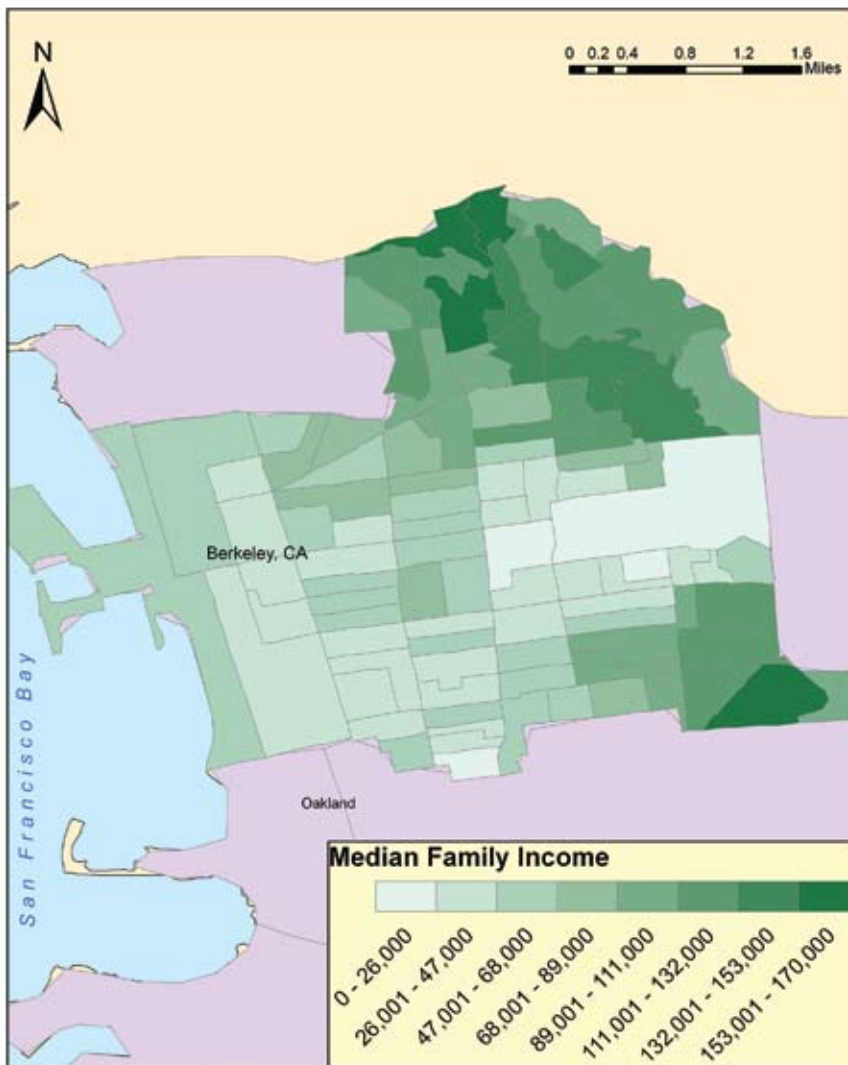 N
0 0.2 0.4 0.8 1.2 1.6
Miles
Berkeley, CA
San Francisco Bay
Oakland
Median Family Income
0 - 26,000
26,001 - 47,000
47,001 - 68,000
68,001 - 89,000
89,001 - 111,000
111,001 - 132,000
132,001 - 153,000
153,001 - 170,000